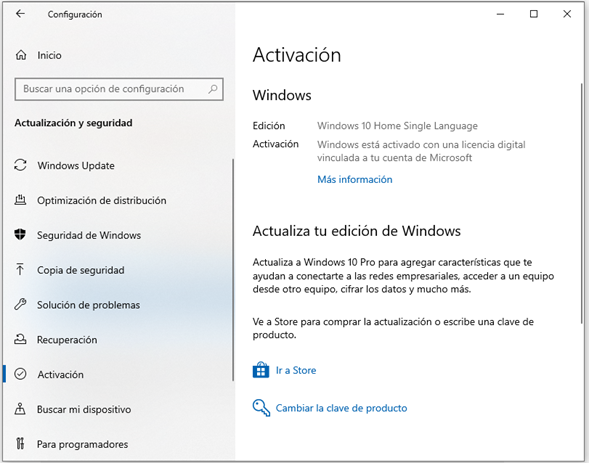 Configuración
Inicio
Buscar una opción de configuración
Actualización y seguridad
Windows Update
Optimización de distribución
Seguridad de Windows
Copia de seguridad
Solución de problemas
Recuperación
Activación
Buscar mi dispositivo
Para programadores
Activación
Windows
Edición Windows 10 Home Single Language
Activación Windows está activado con una licencia digital
vinculada a tu cuenta de Microsoft
Más información
Actualiza tu edición de Windows
Actualiza a Windows 10 Pro para agregar características que te
ayudan a conectarte a las redes empresariales, acceder a un equipo
desde otro equipo, cifrar los datos y mucho más.
Ve a Store para comprar la actualización o escribe una clave de
producto.
Ir a Store
Cambiar la clave de producto